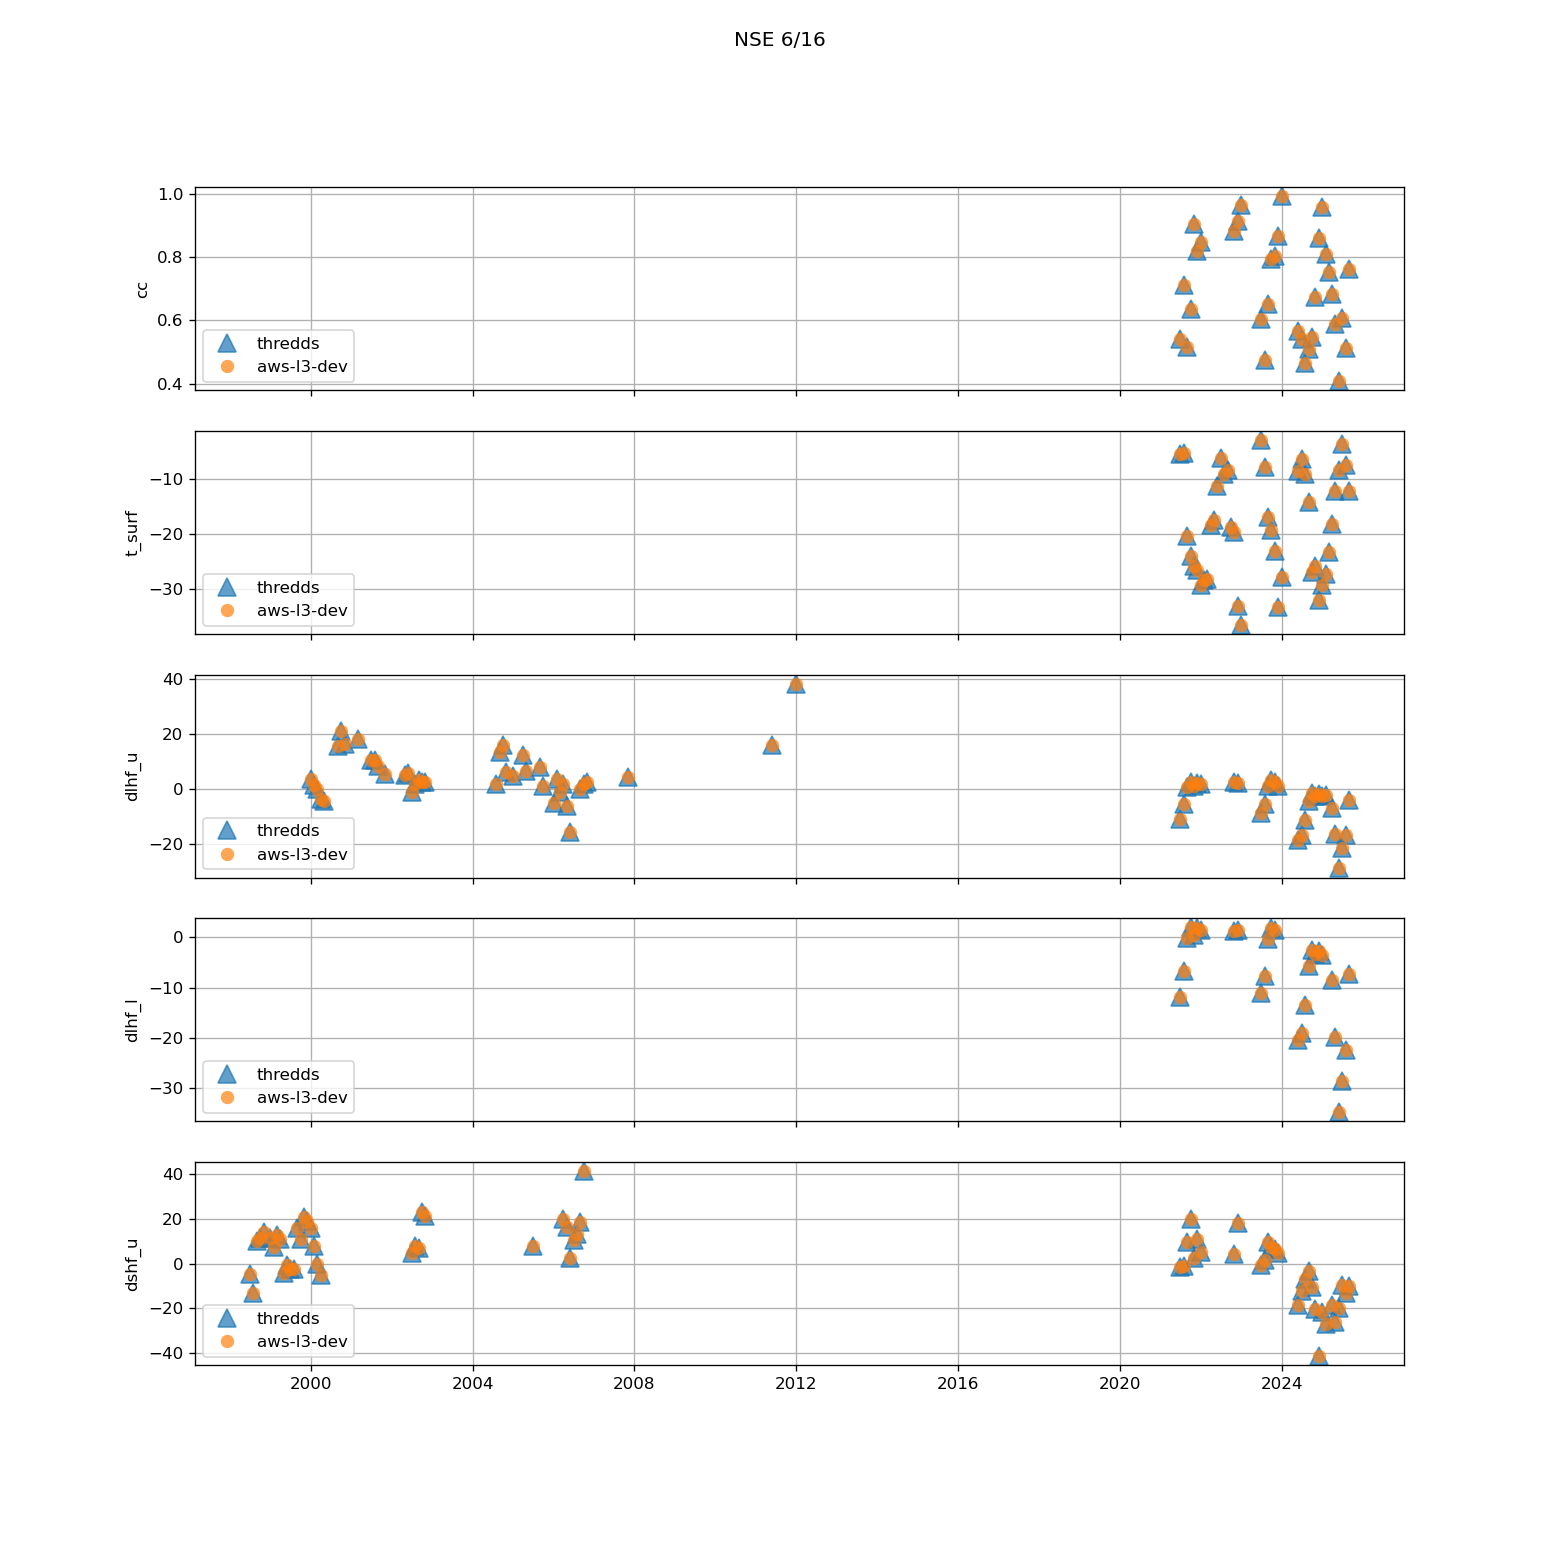 NSE 6/16
1.0
0.8
0.6
0.4
cc
thredds
aws-l3-dev
−10
−20
−30
t_surf
thredds
aws-l3-dev
40
20
0
−20
dlhf_u
thredds
aws-l3-dev
0
−10
−20
−30
dlhf_l
thredds
aws-l3-dev
40
20
0
−20
−40
dshf_u
thredds
aws-l3-dev
2000 2004 2008 2012 2016 2020 2024